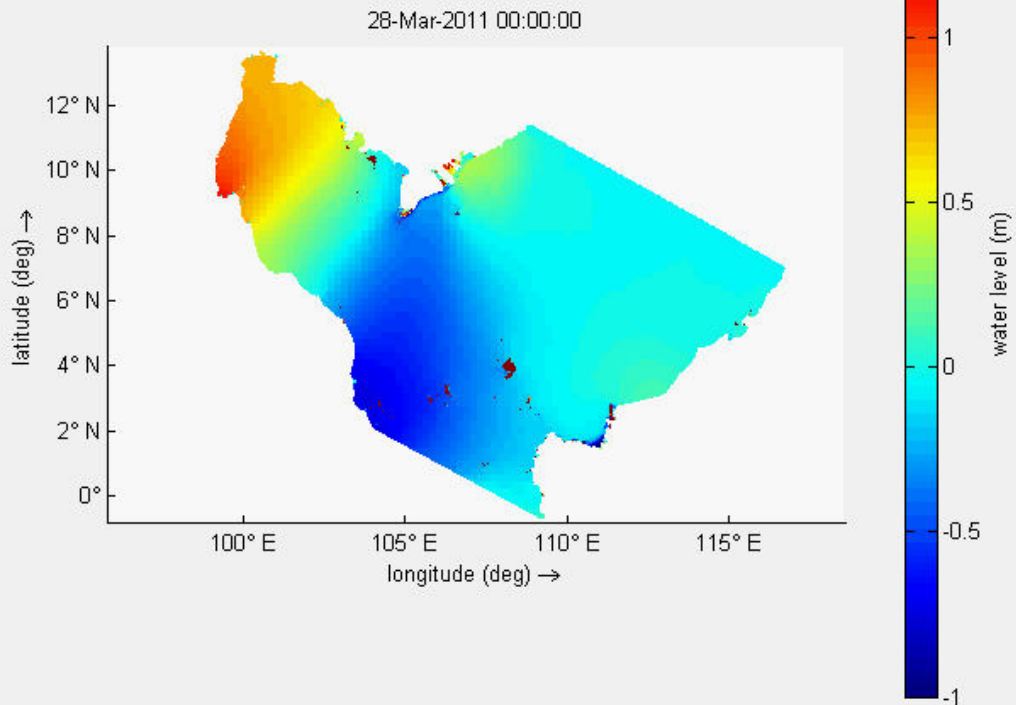 28-Mar-2011 00:00:00
12° N
10° N
8° N
6° N
4° N
2° N
0°
latitude (deg) →
100° E
105° E
110° E
115° E
longitude (deg) →
1
0.5
0
-0.5
-1
water level (m)